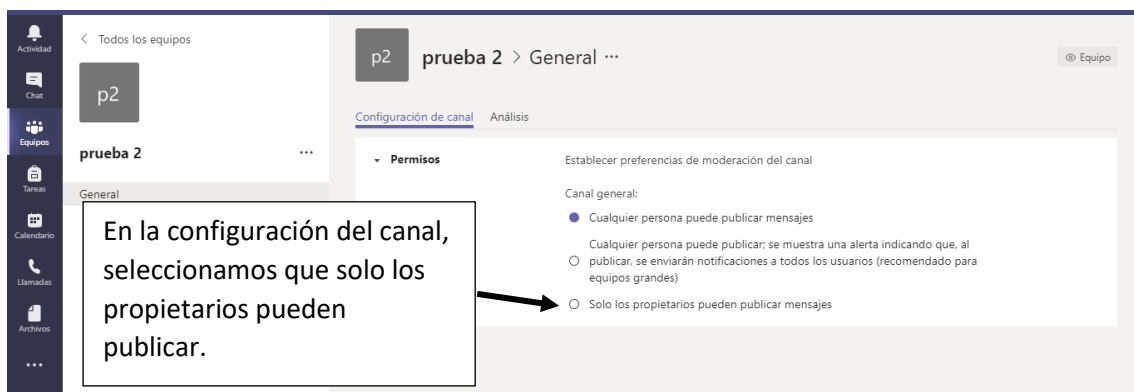 Actividad
Chat
Equipos
Tareas
Calendario
Llamadas
Archivos
Todos los equipos
p2
prueba 2
General
p2
prueba 2 > General
Equipo
Configuración de canal
Análisis
Permisos
Establecer preferencias de moderación del canal
Canal general:
Cualquier persona puede publicar mensajes
Cualquier persona puede publicar; se muestra una alerta indicando que, al
publicar, se enviarán notificaciones a todos los usuarios (recomendado para
equipos grandes)
Solo los propietarios pueden publicar mensajes
En la configuración del canal,
seleccionamos que solo los
propietarios pueden
publicar.